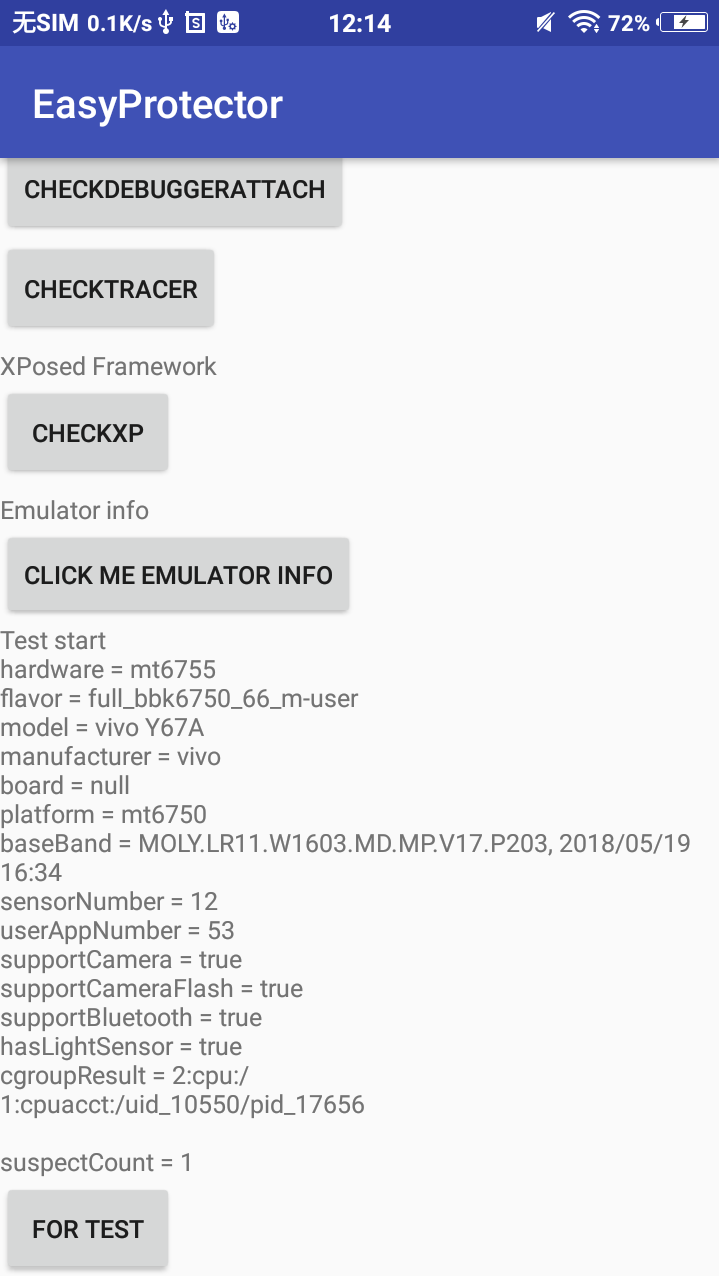 无SIM 0.1K/s 12:14 72%
EasyProtector
CHECKDEBUGGERATTACH
CHECKTRACER
XPosed Framework
CHECKXP
Emulator info
CLICK ME EMULATOR INFO
Test start
hardware = mt6755
flavor = full_bbk6750_66_m-user
model = vivo Y67A
manufacturer = vivo
board = null
platform = mt6750
baseBand = MOLY.LR11.W1603.MD.MP.V17.P203, 2018/05/19
16:34
sensorNumber = 12
userAppNumber = 53
supportCamera = true
supportCameraFlash = true
supportBluetooth = true
hasLightSensor = true
cgroupResult = 2:cpu:/
1:cpuacct:/uid_10550/pid_17656
suspectCount = 1
FOR TEST